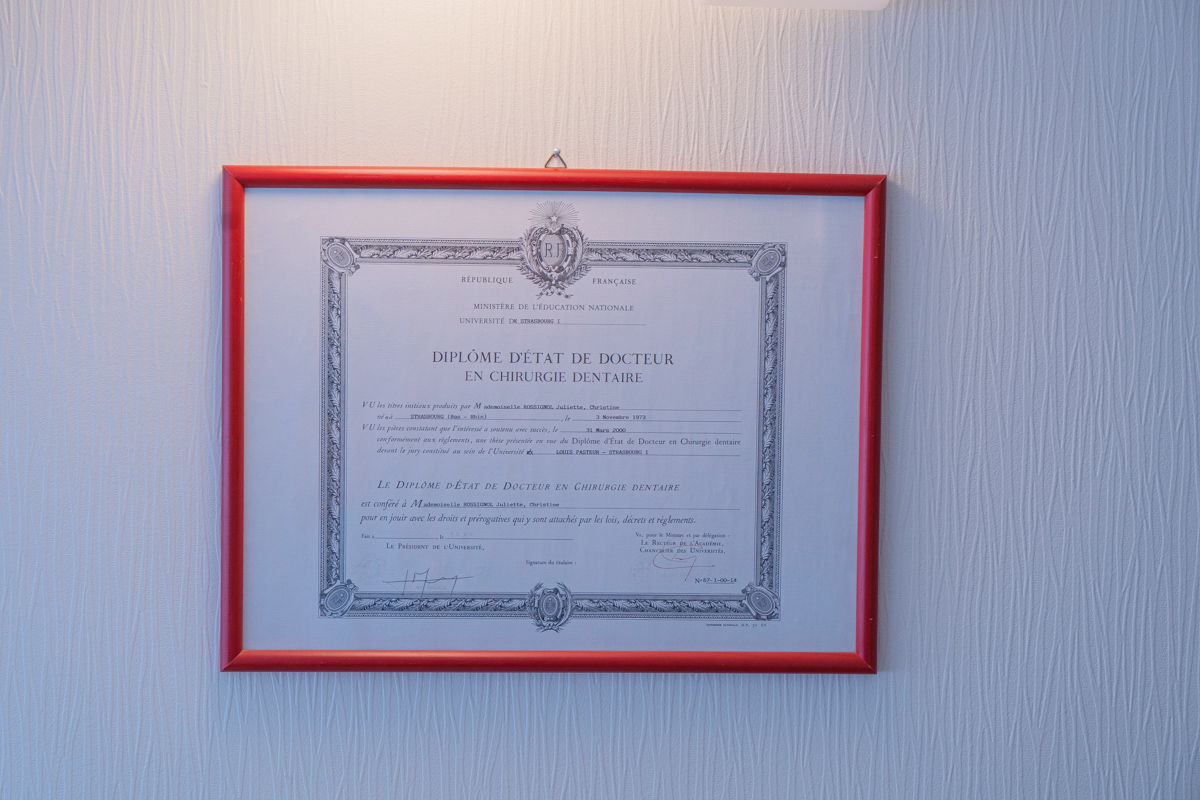 RF
RÉPUBLIQUE FRANÇAISE
MINISTÈRE DE L'ÉDUCATION NATIONALE
UNIVERSITÉ DE STRASBOURG I
DIPLÔME D'ÉTAT DE DOCTEUR
EN CHIRURGIE DENTAIRE
VU les titres initiaux produits par Mademoiselle ROSSIGNOL Juliette, Christine
né à STRASBOURG (Bas - Rhin), le 3 Novembre 1973
VU les pièces constatant que l'intéressé a soutenu avec succès, le 31 Mars 2000
conformément aux règlements, une thèse présentée en vue du Diplôme d'État de Docteur en Chirurgie dentaire
devant le jury constitué au sein de l'Université de LOUIS PASTEUR - STRASBOURG I
LE DIPLÔME D'ÉTAT DE DOCTEUR EN CHIRURGIE DENTAIRE
est conféré à Mademoiselle ROSSIGNOL Juliette, Christine
pour en jouir avec les droits et prérogatives qui y sont attachés par les lois, décrets et règlements.
Fait à , le
LE PRÉSIDENT DE L'UNIVERSITÉ,
Signature du titulaire :
Vu, pour le Ministre et par délégation :
LE RECTEUR DE L'ACADÉMIE,
CHANCELIER DES UNIVERSITÉS,
N° 67-1-00-14